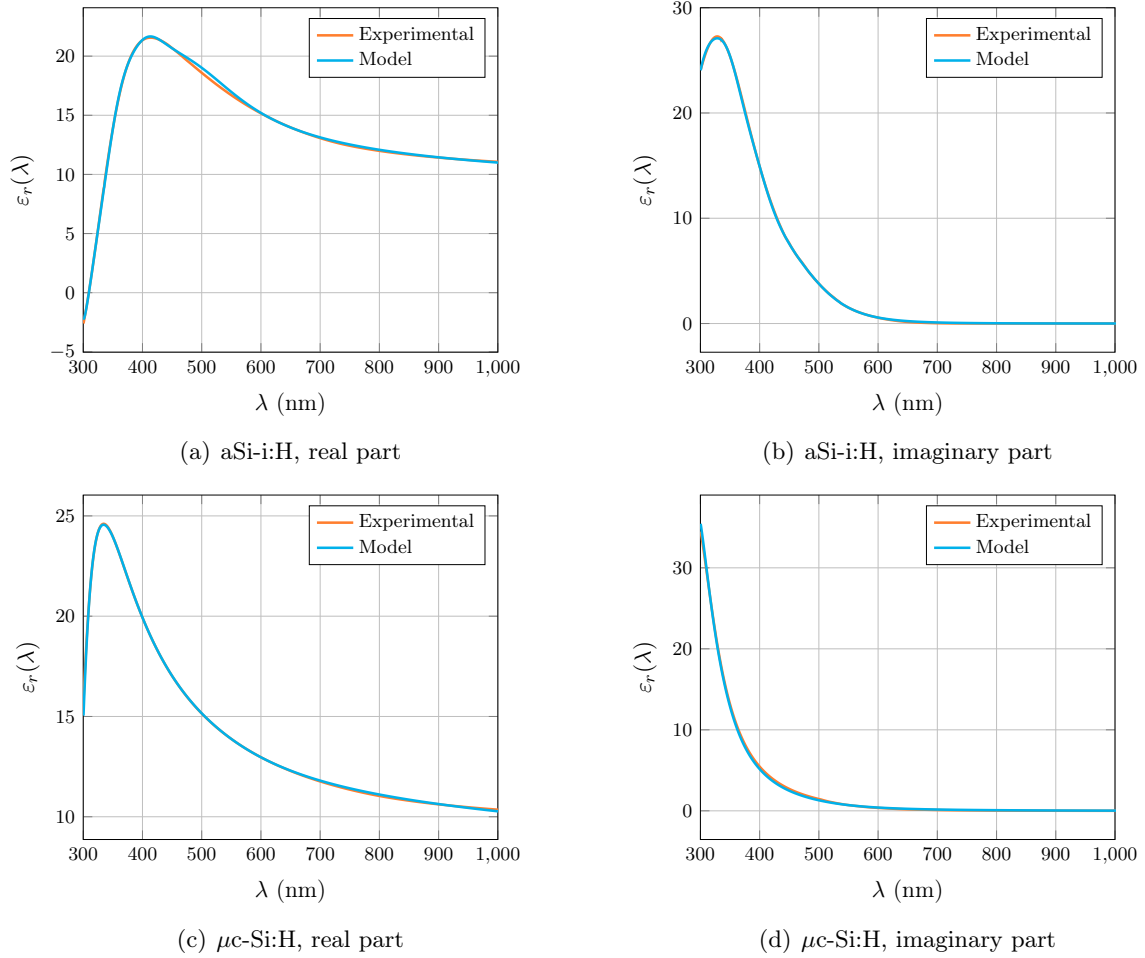 20
15
10
5
0
−5
300 400 500 600 700 800 900 1,000
λ (nm)
ε_r(λ)
Experimental
Model
(a) aSi-i:H, real part
30
20
10
0
300 400 500 600 700 800 900 1,000
λ (nm)
ε_r(λ)
Experimental
Model
(b) aSi-i:H, imaginary part
25
20
15
10
300 400 500 600 700 800 900 1,000
λ (nm)
ε_r(λ)
Experimental
Model
(c) μc-Si:H, real part
30
20
10
0
300 400 500 600 700 800 900 1,000
λ (nm)
ε_r(λ)
Experimental
Model
(d) μc-Si:H, imaginary part